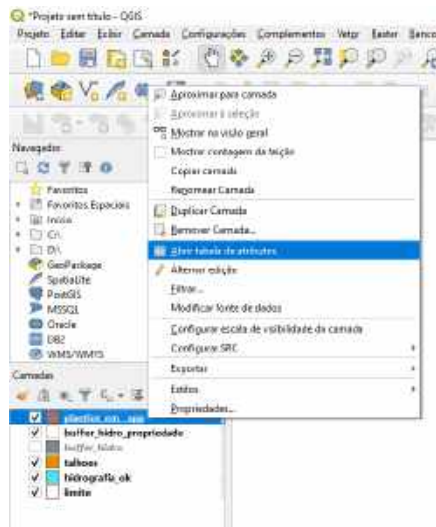 *Projeto sem título - QGIS
Projeto Editar Exibir Camada Configurações Complementos Vetor Raster Banco
Aproximar para camada
Aproximar à seleção
Mostrar na visão geral
Mostrar contagem da feição
Copiar camada
Renomear Camada
Duplicar Camada
Remover Camada...
Abrir tabela de atributos
Alternar edição
Filtrar...
Modificar fonte de dados
Configurar escala de visibilidade da camada
Configurar SRC
Exportar
Estilos
Propriedades...
Navegador
Favoritos
Favoritos Espaciais
Início
C:\
D:\
GeoPackage
SpatiaLite
PostGIS
MSSQL
Oracle
DB2
WMS/WMTS
Camadas
plantios_em_app
buffer_hidro_propriedade
buffer_hidro
talhoes
hidrografia_ok
limite